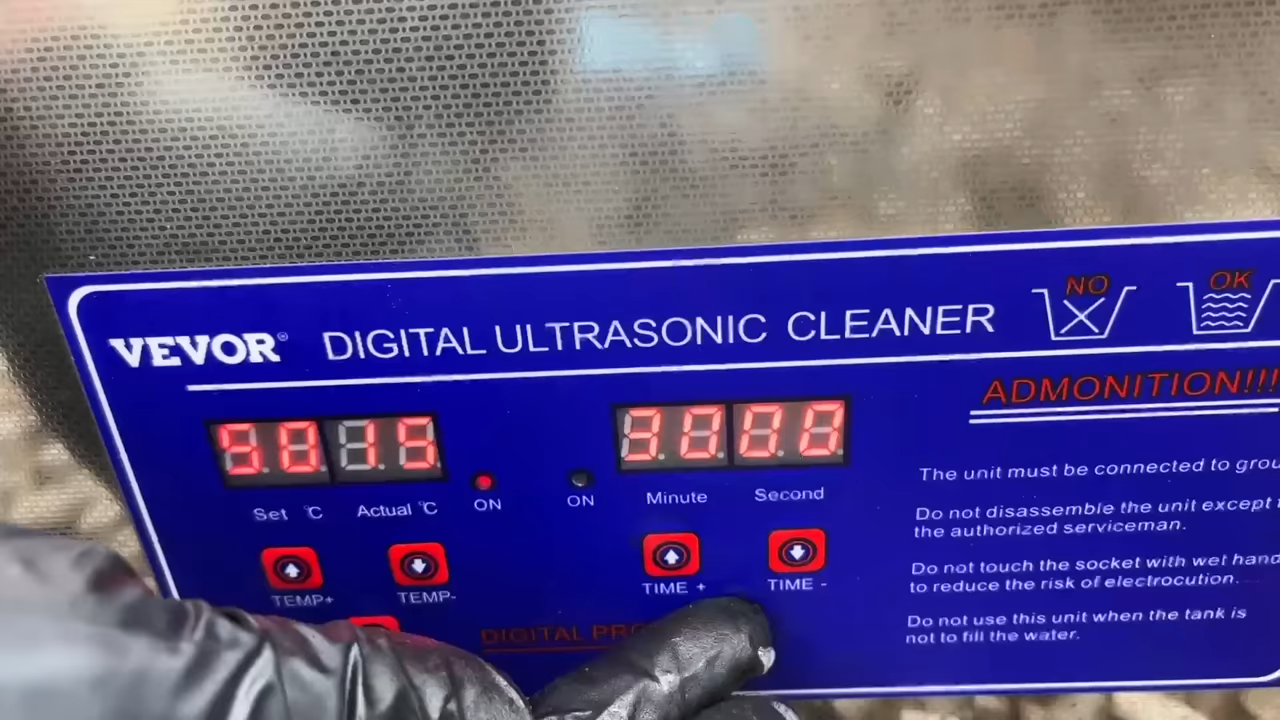 VEVOR® DIGITAL ULTRASONIC CLEANER
NO
OK
ADMONITION!!!
50 15
3000
Set °C
Actual °C
ON
ON
Minute
Second
TEMP+
TEMP-
TIME +
TIME -
DIGITAL
The unit must be connected to
Do not disassemble the unit except
the authorized serviceman.
Do not touch the socket with wet
to reduce the risk of electrocution.
Do not use this unit when the tank is
not to fill the water.